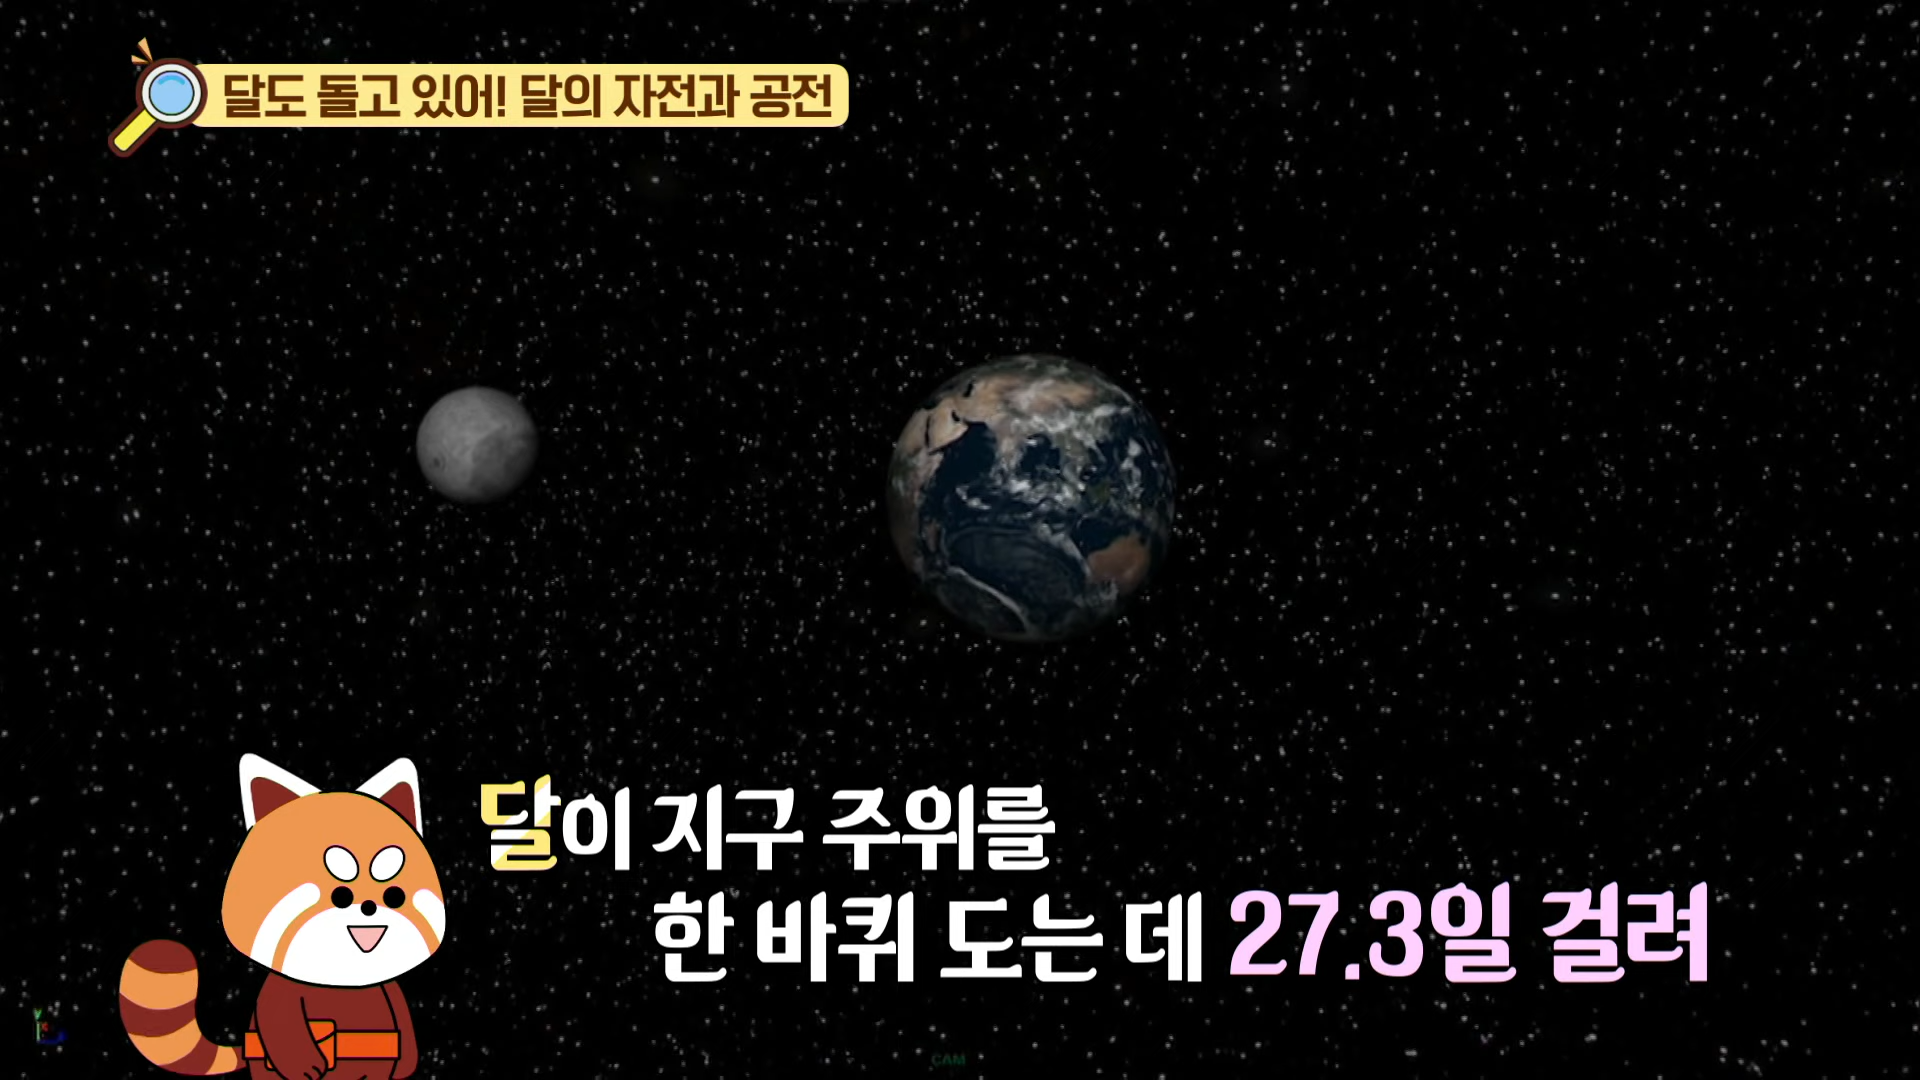 달도 돌고 있어! 달의 자전과 공전
달이 지구 주위를
한 바퀴 도는 데 27.3일 걸려
CAM